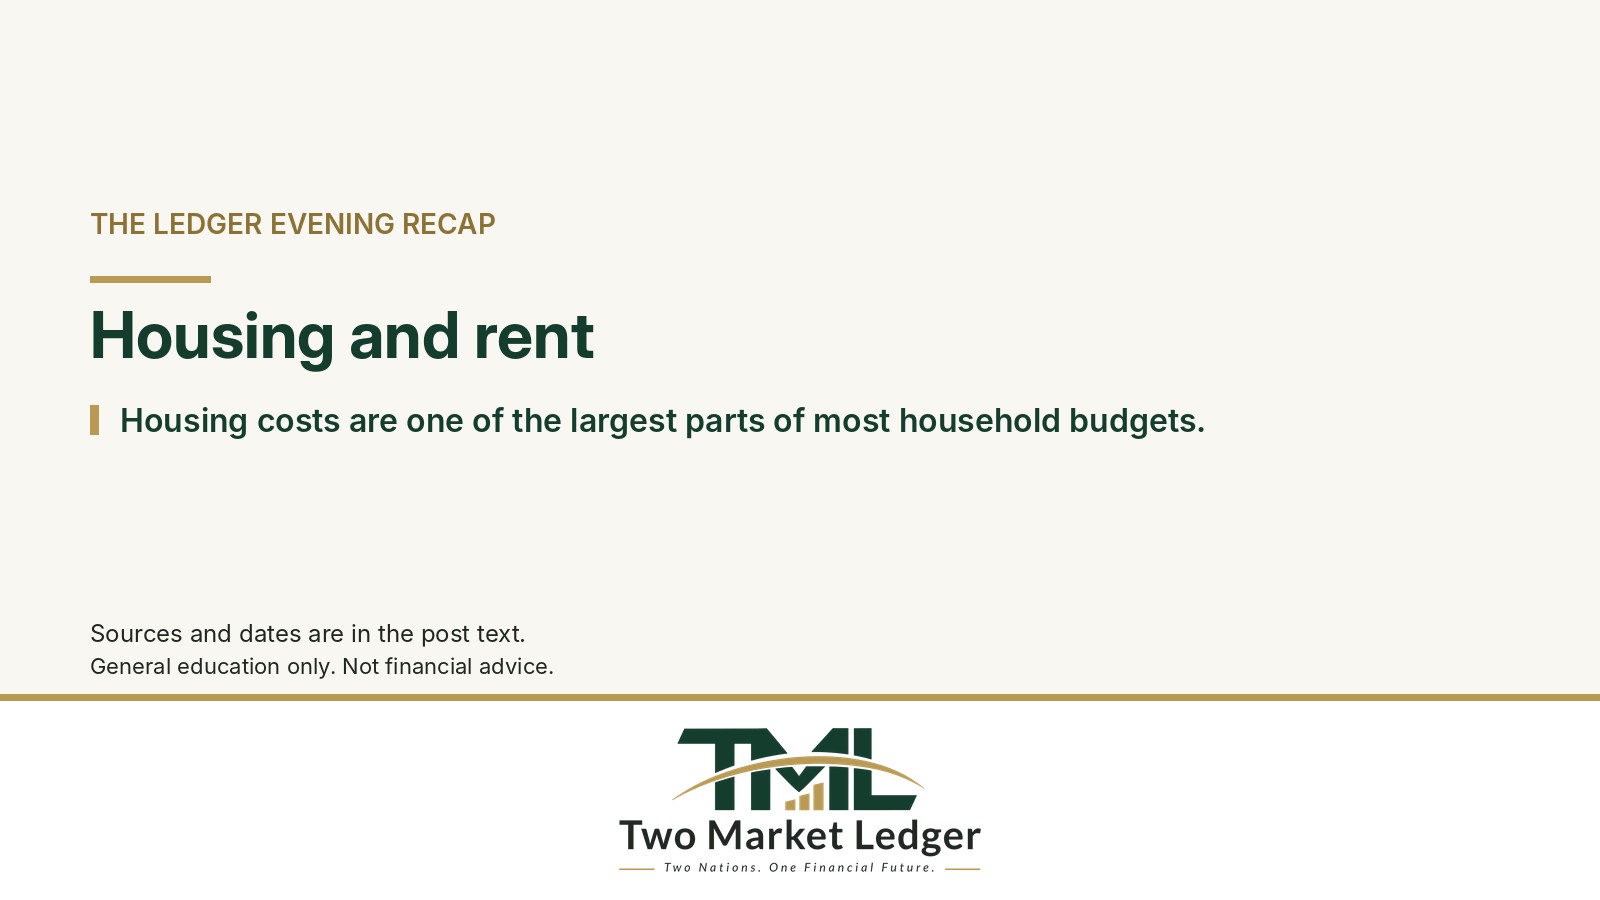 THE LEDGER EVENING RECAP
Housing and rent
Housing costs are one of the largest parts of most household budgets.
Sources and dates are in the post text.
General education only. Not financial advice.
TML
Two Market Ledger
Two Nations. One Financial Future.